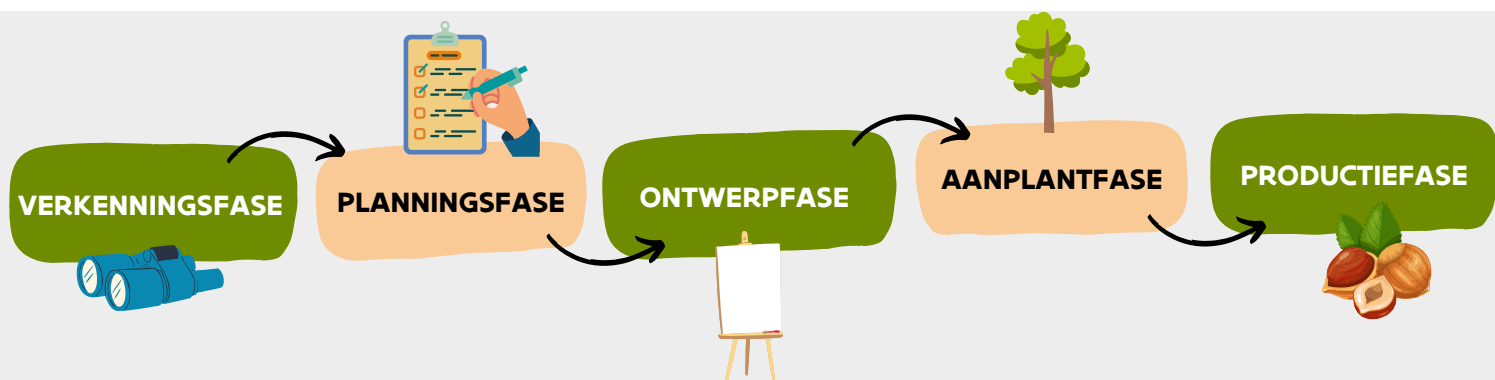 VERKENNINGSFASE
PLANNINGSFASE
ONTWERPFASE
AANPLANTFASE
PRODUCTIEFASE